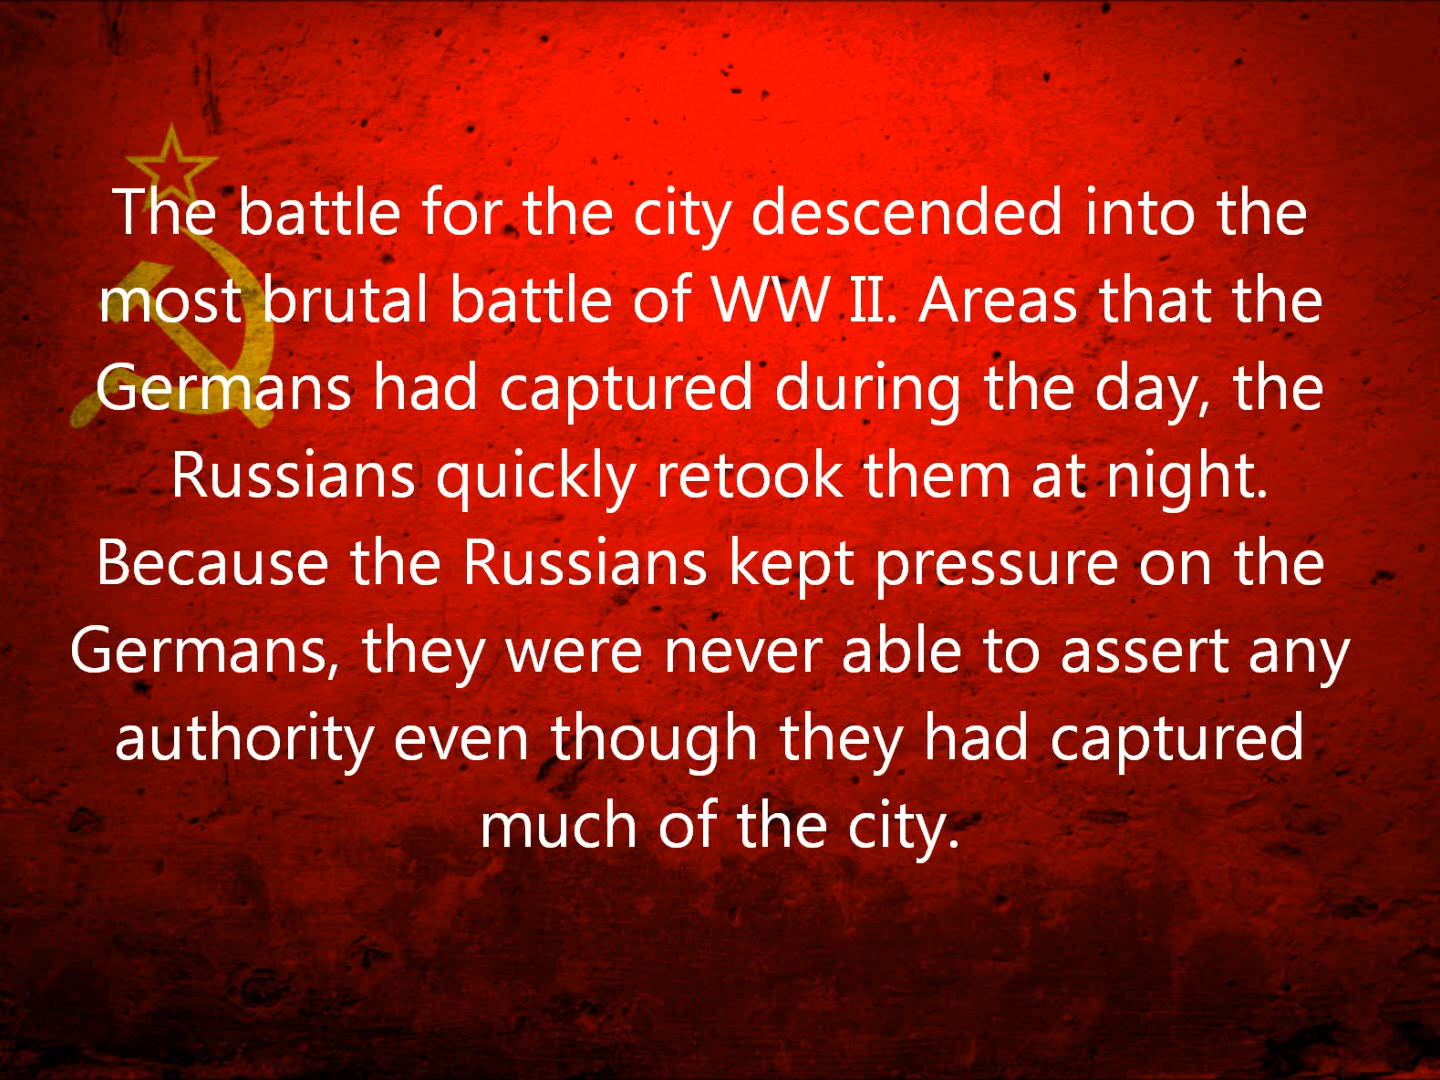 The battle for the city descended into the
most brutal battle of WW II. Areas that the
Germans had captured during the day, the
Russians quickly retook them at night.
Because the Russians kept pressure on the
Germans, they were never able to assert any
authority even though they had captured
much of the city.